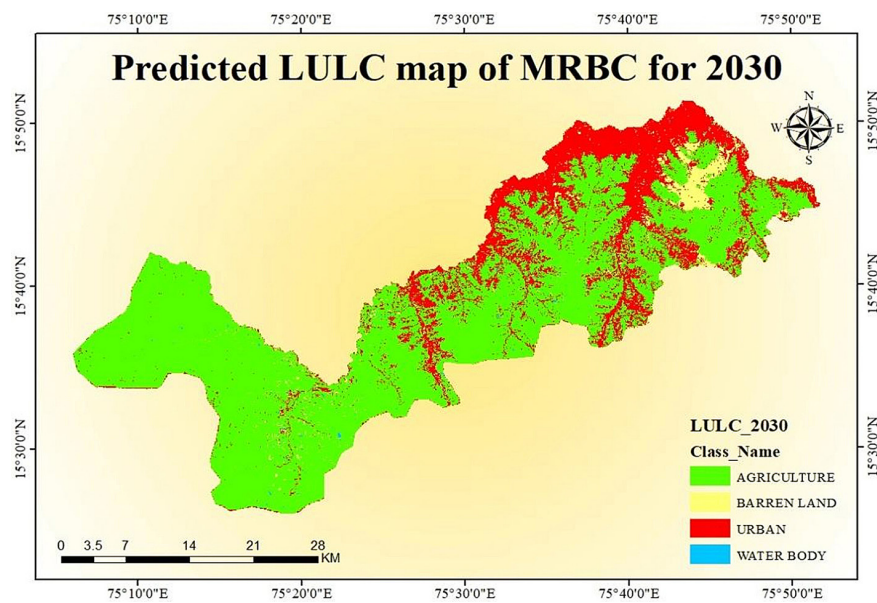 75°10'0"E 75°20'0"E 75°30'0"E 75°40'0"E 75°50'0"E
Predicted LULC map of MRBC for 2030
N
W E
S
15°50'0"N 15°50'0"N
15°40'0"N 15°40'0"N
15°30'0"N 15°30'0"N
LULC_2030
Class_Name
AGRICULTURE
BARREN LAND
URBAN
WATER BODY
0 3.5 7 14 21 28
KM
75°10'0"E 75°20'0"E 75°30'0"E 75°40'0"E 75°50'0"E